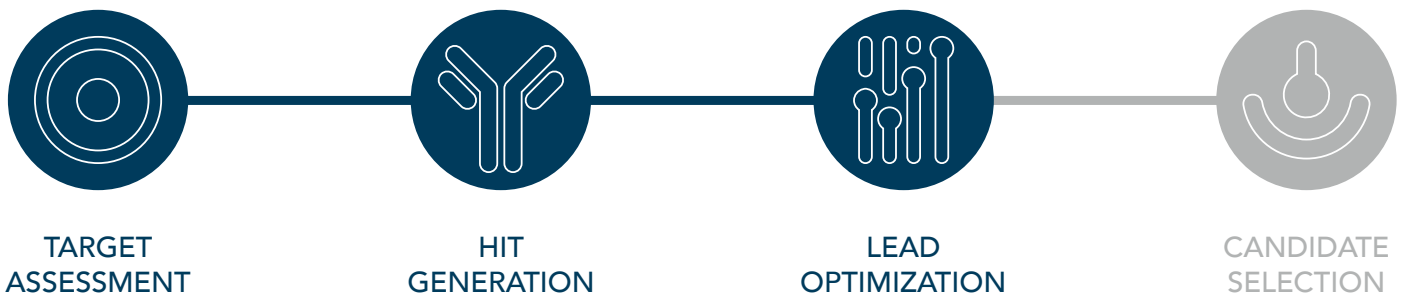 TARGET
ASSESSMENT
HIT
GENERATION
LEAD
OPTIMIZATION
CANDIDATE
SELECTION